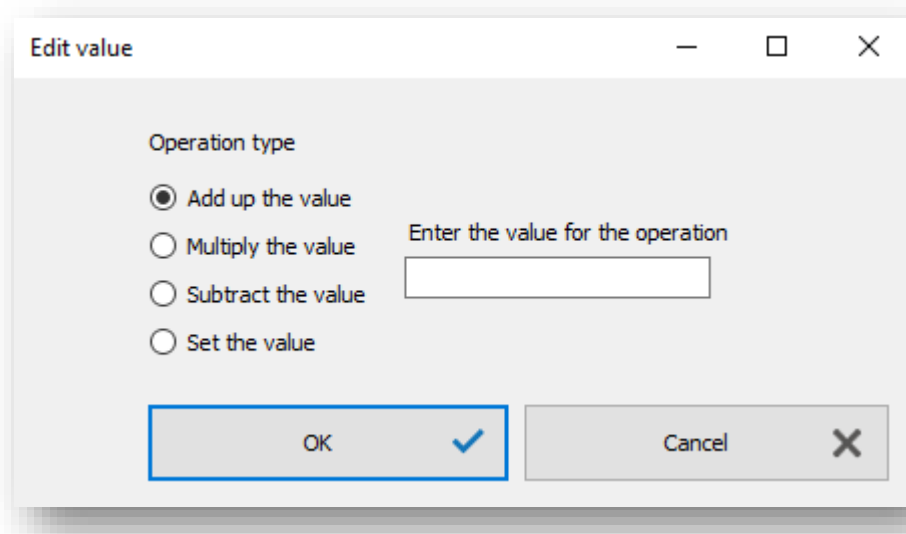 Edit value
Operation type
Add up the value
Multiply the value
Subtract the value
Set the value
Enter the value for the operation
OK
Cancel